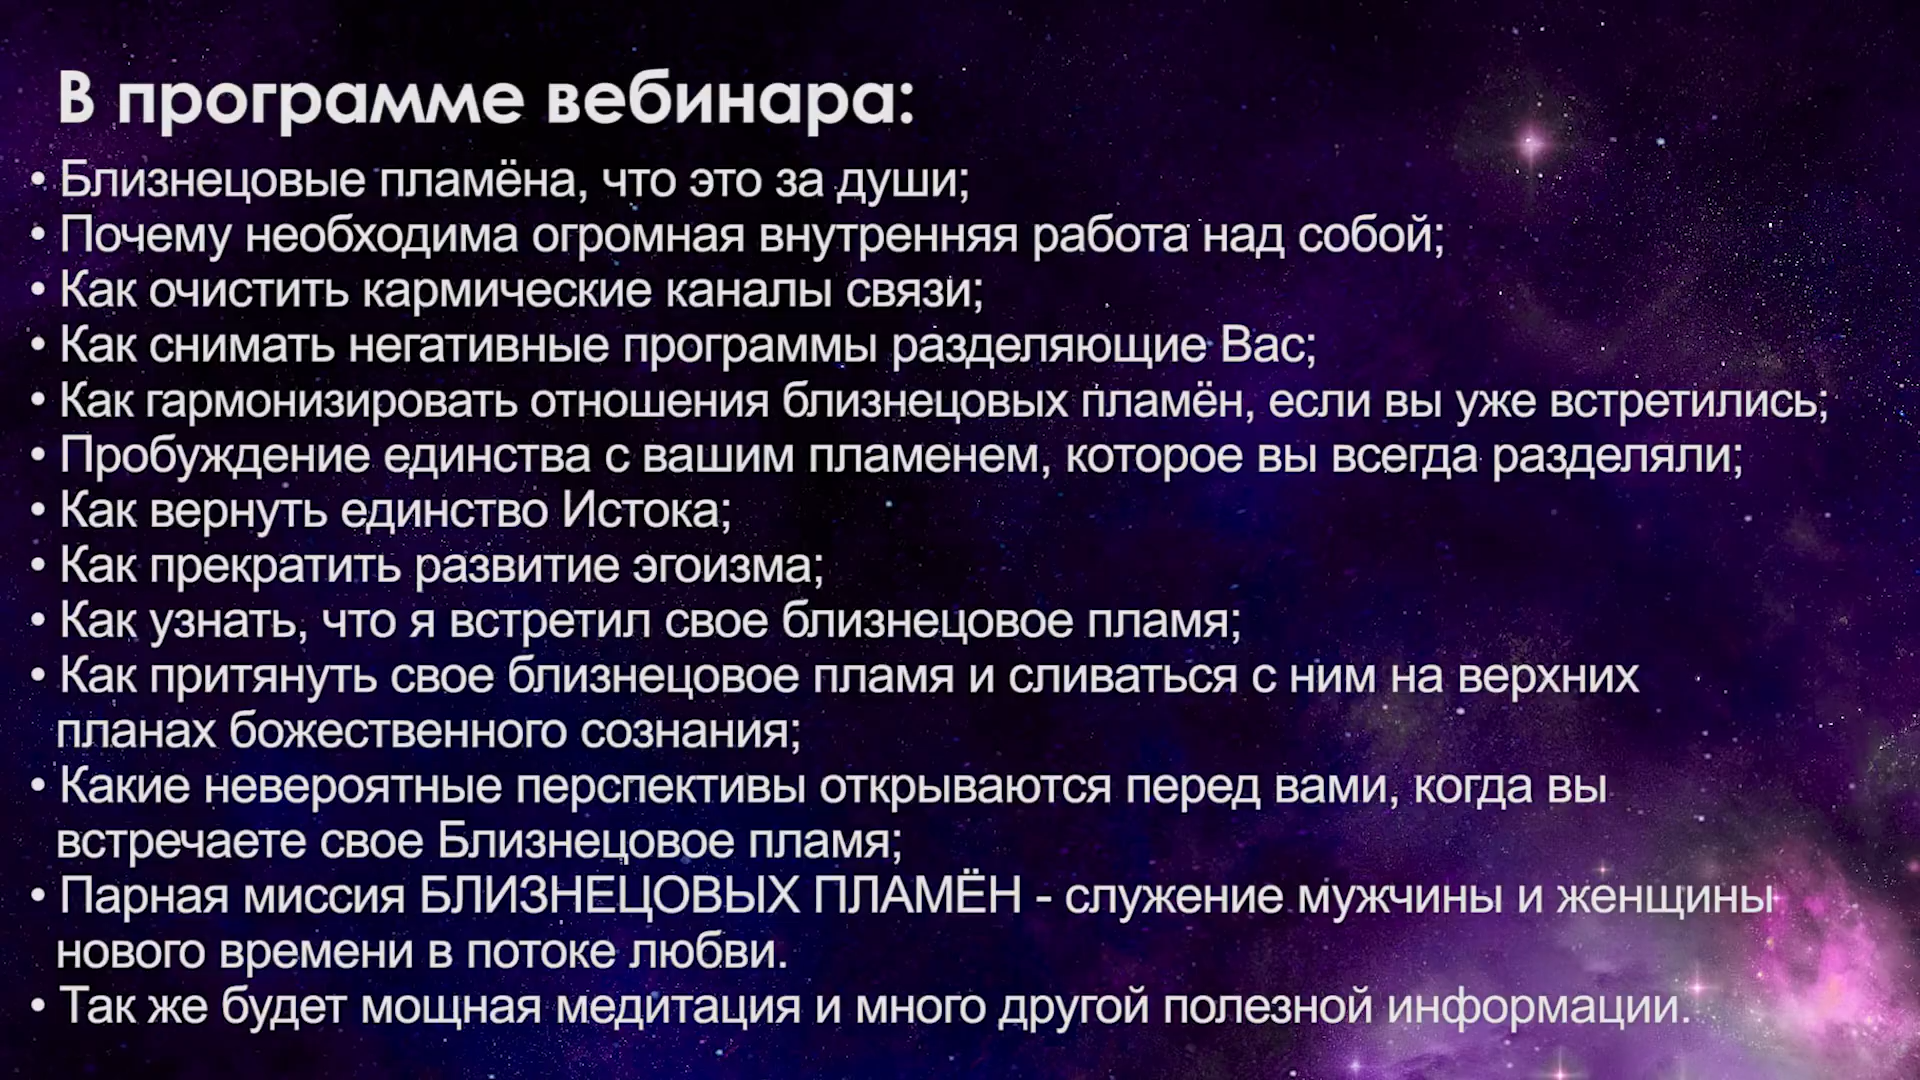 В программе вебинара:
• Близнецовые пламёна, что это за души;
• Почему необходима огромная внутренняя работа над собой;
• Как очистить кармические каналы связи;
• Как снимать негативные программы разделяющие Вас;
• Как гармонизировать отношения близнецовых пламён, если вы уже встретились;
• Пробуждение единства с вашим пламенем, которое вы всегда разделяли;
• Как вернуть единство Истока;
• Как прекратить развитие эгоизма;
• Как узнать, что я встретил свое близнецовое пламя;
• Как притянуть свое близнецовое пламя и сливаться с ним на верхних
планах божественного сознания;
• Какие невероятные перспективы открываются перед вами, когда вы
встречаете свое Близнецовое пламя;
• Парная миссия БЛИЗНЕЦОВЫХ ПЛАМЁН - служение мужчины и женщины
нового времени в потоке любви.
• Так же будет мощная медитация и много другой полезной информации.